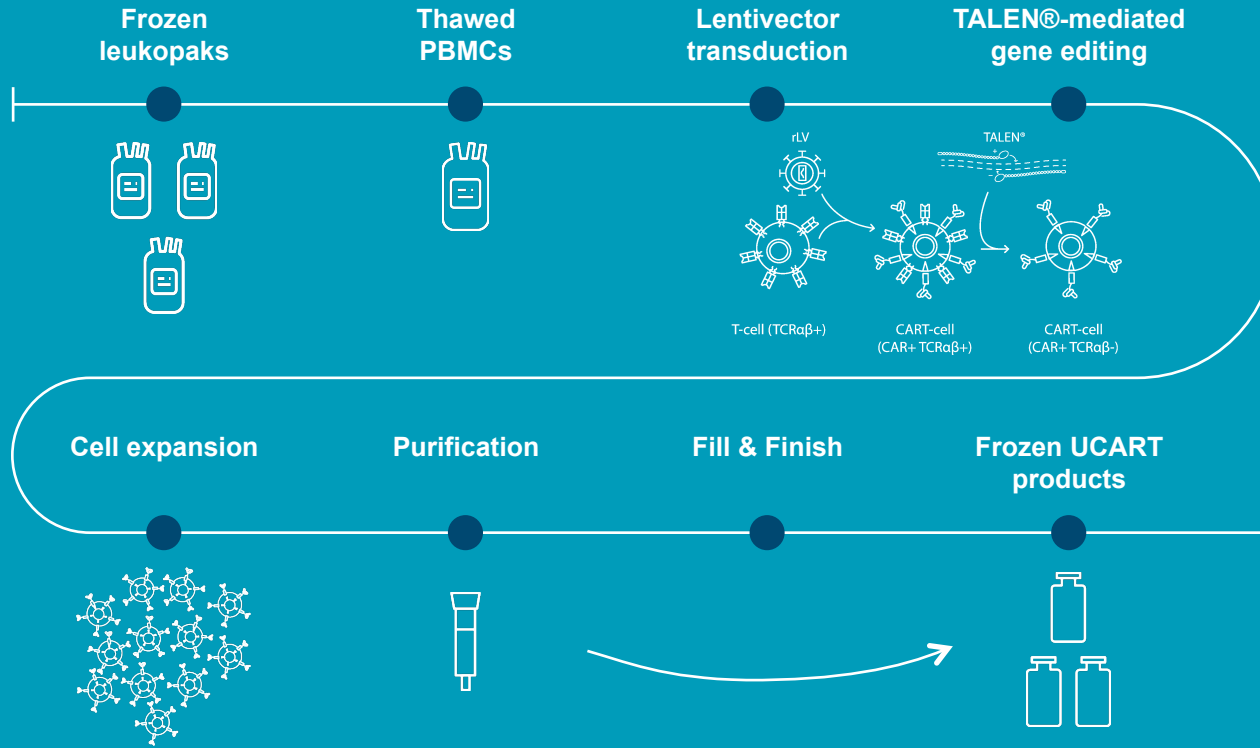 Frozen
leukopaks
Thawed
PBMCs
Lentivector
transduction
TALEN®-mediated
gene editing
rLV
TALEN®
T-cell (TCRαβ+)
CART-cell
(CAR+ TCRαβ+)
CART-cell
(CAR+ TCRαβ-)
Cell expansion
Purification
Fill & Finish
Frozen UCART
products